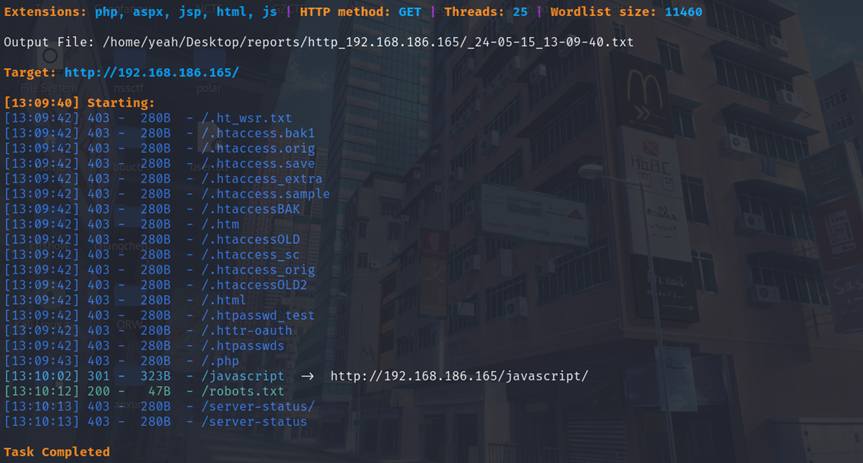 Extensions: php, aspx, jsp, html, js | HTTP method: GET | Threads: 25 | Wordlist size: 11460
Output File: /home/yeah/Desktop/reports/http_192.168.186.165/_24-05-15_13-09-40.txt
Target: http://192.168.186.165/
nssctf polar
File System
[13:09:40] Starting:
[13:09:42] 403 - 280B - /.ht_wsr.txt
[13:09:42] 403 - 280B - /.htaccess.bak1
[13:09:42] 403 - 280B - /.htaccess.orig
[13:09:42] 403 - 280B - /.htaccess.save
[13:09:42] 403 - 280B - /.htaccess_extra
[13:09:42] 403 - 280B - /.htaccess.sample
[13:09:42] 403 - 280B - /.htaccessBAK
[13:09:42] 403 - 280B - /.htm
[13:09:42] 403 - 280B - /.htaccessOLD
[13:09:42] 403 - 280B - /.htaccess_sc
[13:09:42] 403 - 280B - /.htaccess_orig
[13:09:42] 403 - 280B - /.htaccessOLD2
[13:09:42] 403 - 280B - /.html
[13:09:42] 403 - 280B - /.htpasswd_test
[13:09:42] 403 - 280B - /.httr-oauth
[13:09:42] 403 - 280B - /.htpasswds
[13:09:43] 403 - 280B - /.php
[13:10:02] 301 - 323B - /javascript → http://192.168.186.165/javascript/
[13:10:12] 200 - 47B - /robots.txt
[13:10:13] 403 - 280B - /server-status/
[13:10:13] 403 - 280B - /server-status
Task Completed